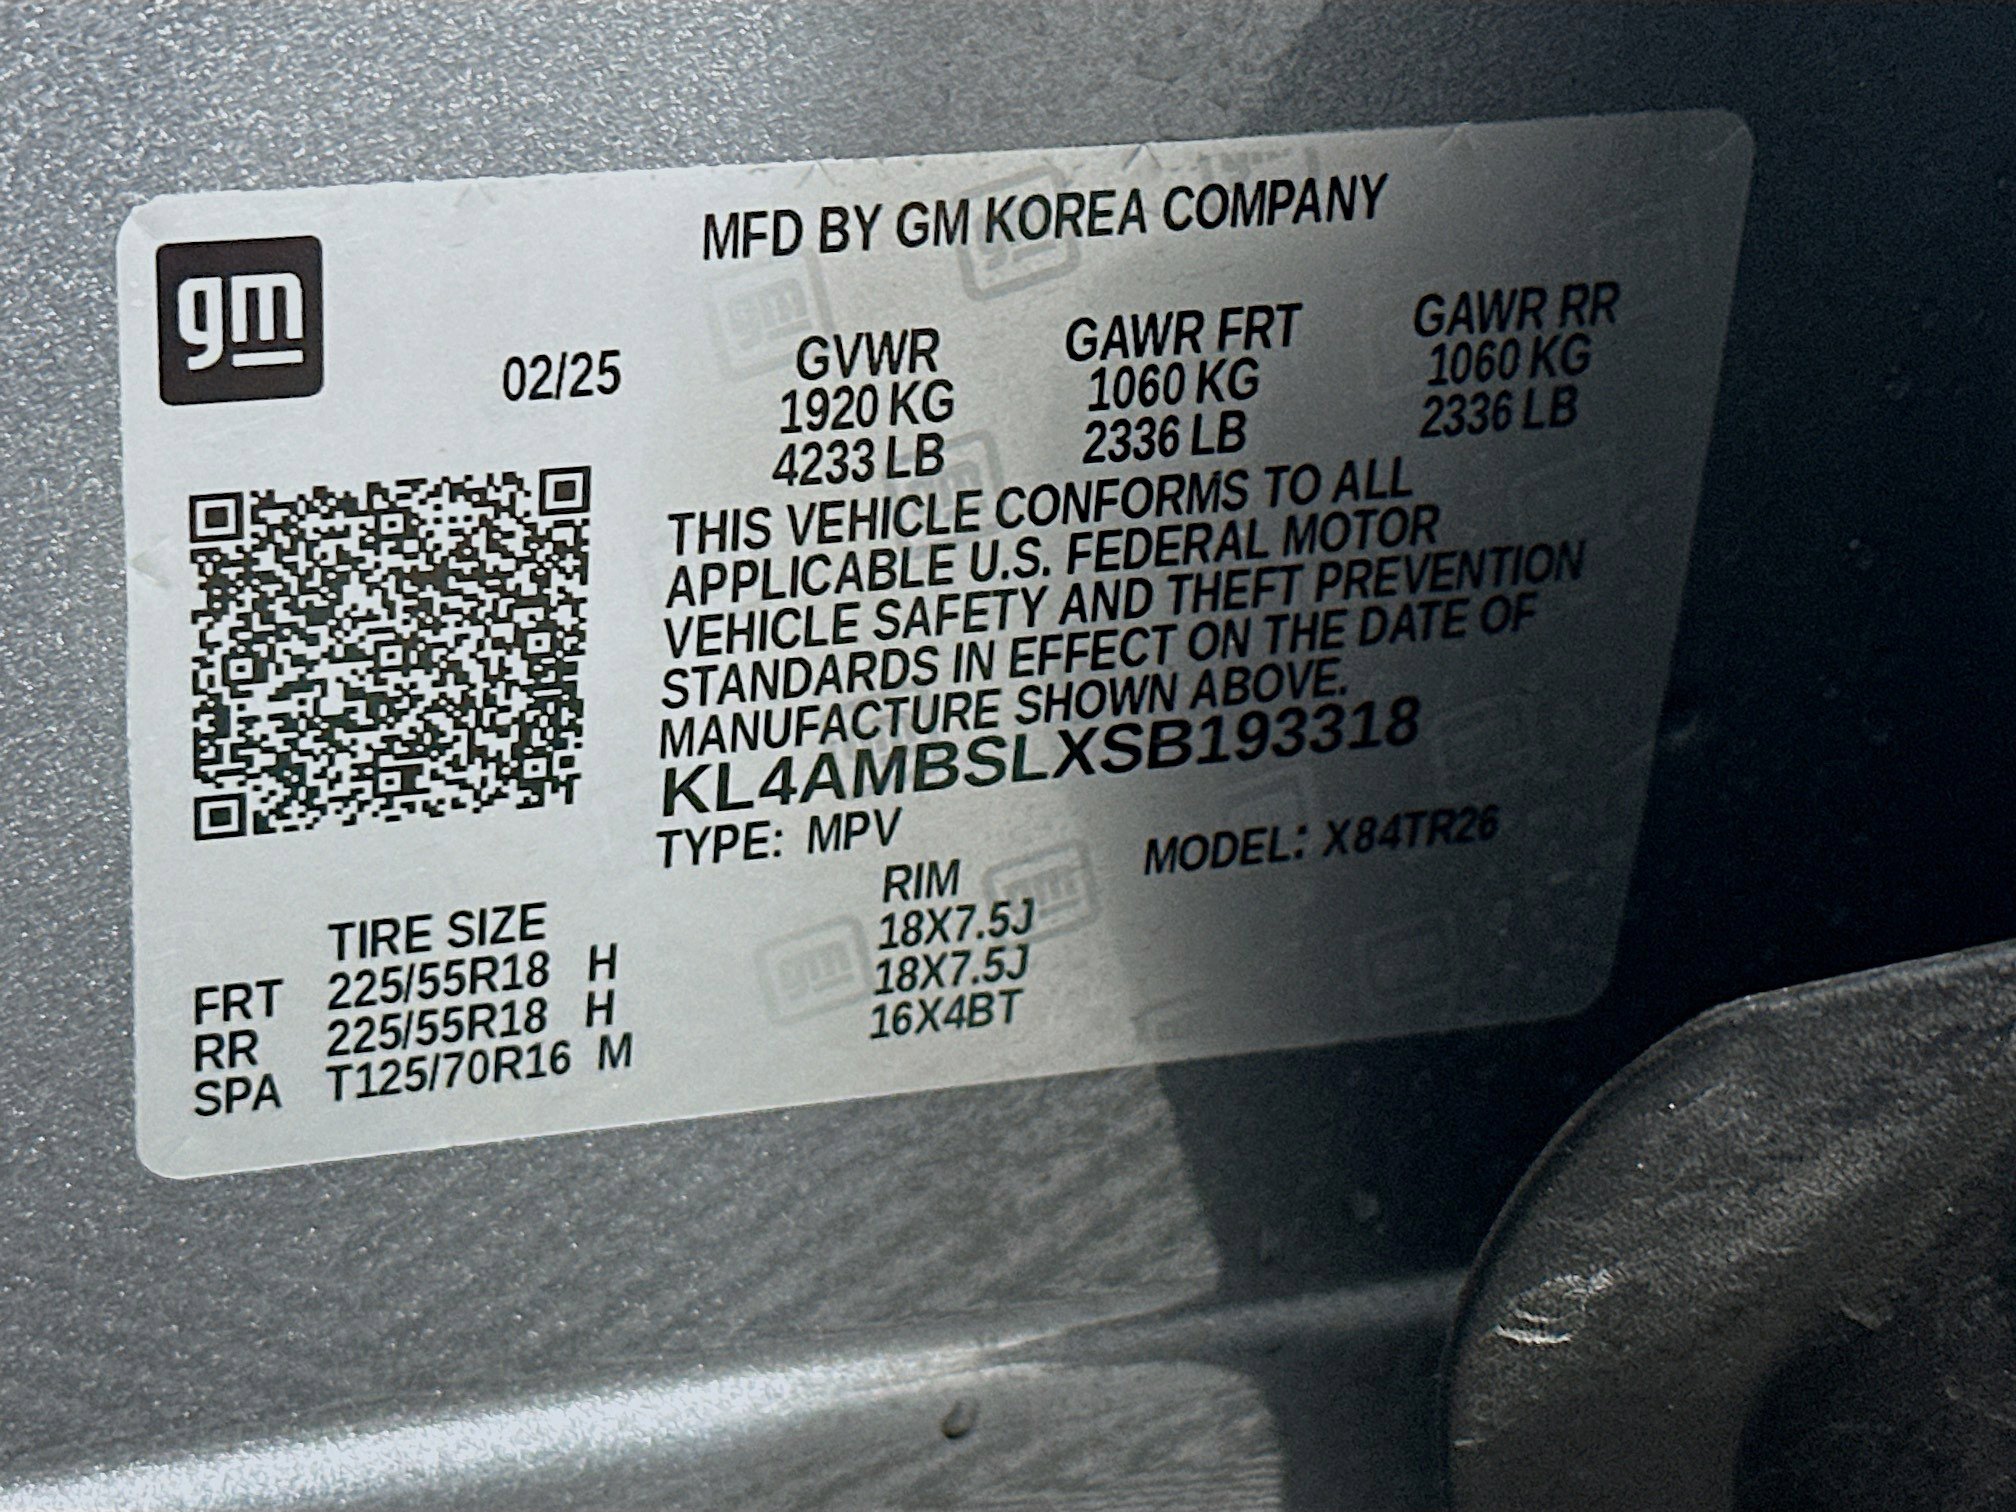 MFD BY GM KOREA COMPANY
gm
02/25
GVWR GAWR FRT GAWR RR
1920 KG 1060 KG 1060 KG
4233 LB 2336 LB 2336 LB
THIS VEHICLE CONFORMS TO ALL
APPLICABLE U.S. FEDERAL MOTOR
VEHICLE SAFETY AND THEFT PREVENTION
STANDARDS IN EFFECT ON THE DATE OF
MANUFACTURE SHOWN ABOVE.
KL4AMBSLXSB193318
TYPE: MPV MODEL: X84TR26
TIRE SIZE RIM
FRT 225/55R18 H 18X7.5J
RR 225/55R18 H 18X7.5J
SPA T125/70R16 M 16X4BT